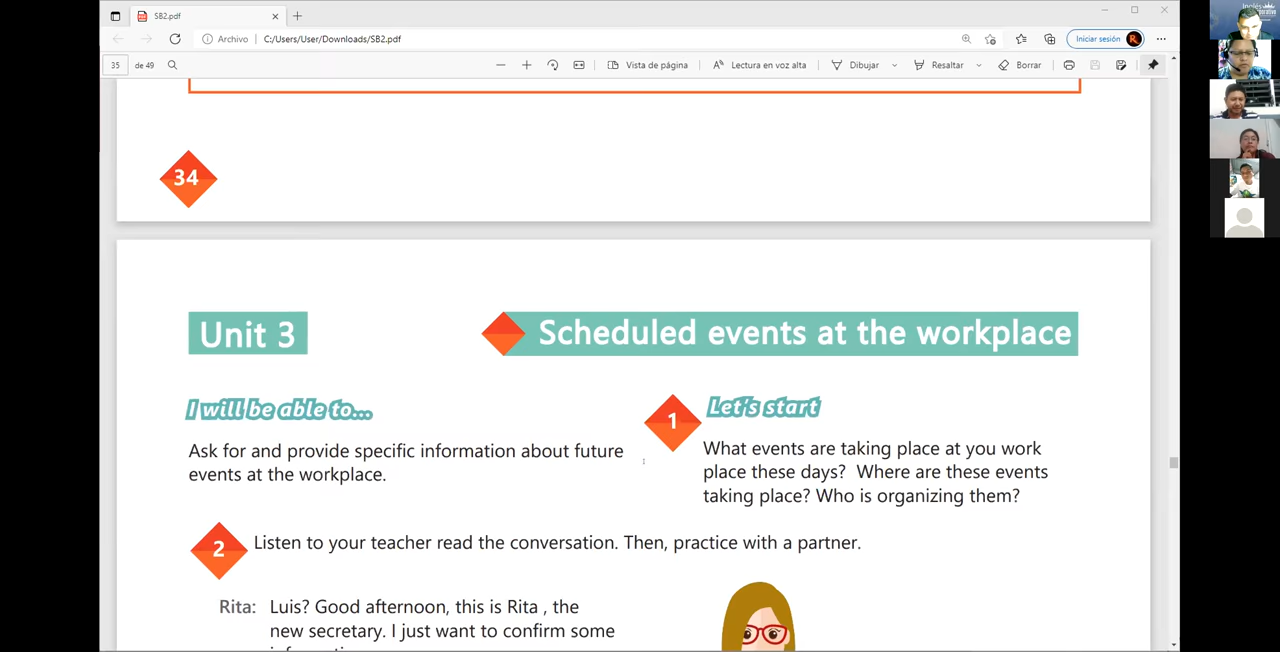 SB2.pdf
Archivo C:/Users/User/Downloads/SB2.pdf
Iniciar sesión
35 de 49
Vista de página
Lectura en voz alta
Dibujar
Resaltar
Borrar
34
Unit 3
Scheduled events at the workplace
I will be able to...
Ask for and provide specific information about future
events at the workplace.
1
Let's start
What events are taking place at you work
place these days? Where are these events
taking place? Who is organizing them?
2
Listen to your teacher read the conversation. Then, practice with a partner.
Rita: Luis? Good afternoon, this is Rita , the
new secretary. I just want to confirm some